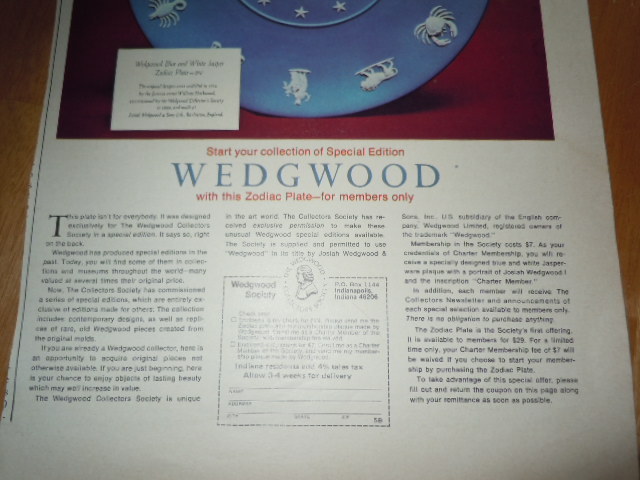 Wedgwood Blue and White Jasper
Zodiac Plate
Start your collection of Special Edition
WEDGWOOD
with this Zodiac Plate—for members only
This plate isn't for everybody. It was designed
exclusively for The Wedgwood Collectors
Society in a special edition. It says so, right
on the back.
Wedgwood has produced special editions in the
past. Today, you will find some of them in collec-
tions and museums throughout the world—many
valued at several times their original price.
Now, The Collectors Society has commissioned
a series of special editions, which are entirely ex-
clusive of editions made for others. The collection
includes contemporary designs, as well as replic-
as of rare, old Wedgwood pieces created from
the original molds.
If you are already a Wedgwood collector, here is
an opportunity to acquire original pieces not
otherwise available. If you are just beginning, here
is your chance to enjoy objects of lasting beauty
which may well increase in value.
The Wedgwood Collectors Society is unique
in the art world. The Collectors Society has re-
ceived exclusive permission to make these
unusual Wedgwood special editions available.
The Society is supplied and permitted to use
"Wedgwood" in its title by Josiah Wedgwood &
Wedgwood
Society
P.O. Box 1144
Indianapolis,
Indiana 46206
Indiana residents add 4% sales tax
Allow 3-4 weeks for delivery
NAME
ADDRESS
CITY STATE ZIP
5B
Sons, Inc., U.S. subsidiary of the English com-
pany, Wedgwood Limited, registered owners of
the trademark "Wedgwood."
Membership in the Society costs $7. As your
credentials of Charter Membership, you will re-
ceive a specially designed blue and white Jasper-
ware plaque with a portrait of Josiah Wedgwood I
and the inscription "Charter Member."
In addition, each member will receive The
Collectors Newsletter and announcements of
each special selection available to members only.
There is no obligation to purchase anything.
The Zodiac Plate is the Society's first offering.
It is available to members for $29. For a limited
time only, your Charter Membership fee of $7 will
be waived if you choose to start your member-
ship by purchasing the Zodiac Plate.
To take advantage of this special offer, please
fill out and return the coupon on this page along
with your remittance as soon as possible.